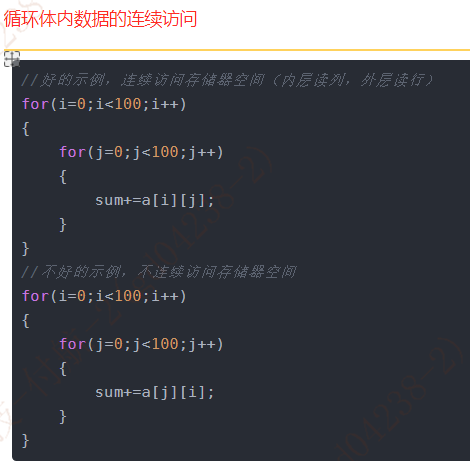 循环体内数据的连续访问
//好的示例，连续访问存储器空间（内层读列，外层读行）
for(i=0;i<100;i++)
{
    for(j=0;j<100;j++)
    {
        sum+=a[i][j];
    }
}
//不好的示例，不连续访问存储器空间
for(i=0;i<100;i++)
{
    for(j=0;j<100;j++)
    {
        sum+=a[j][i];
    }
}